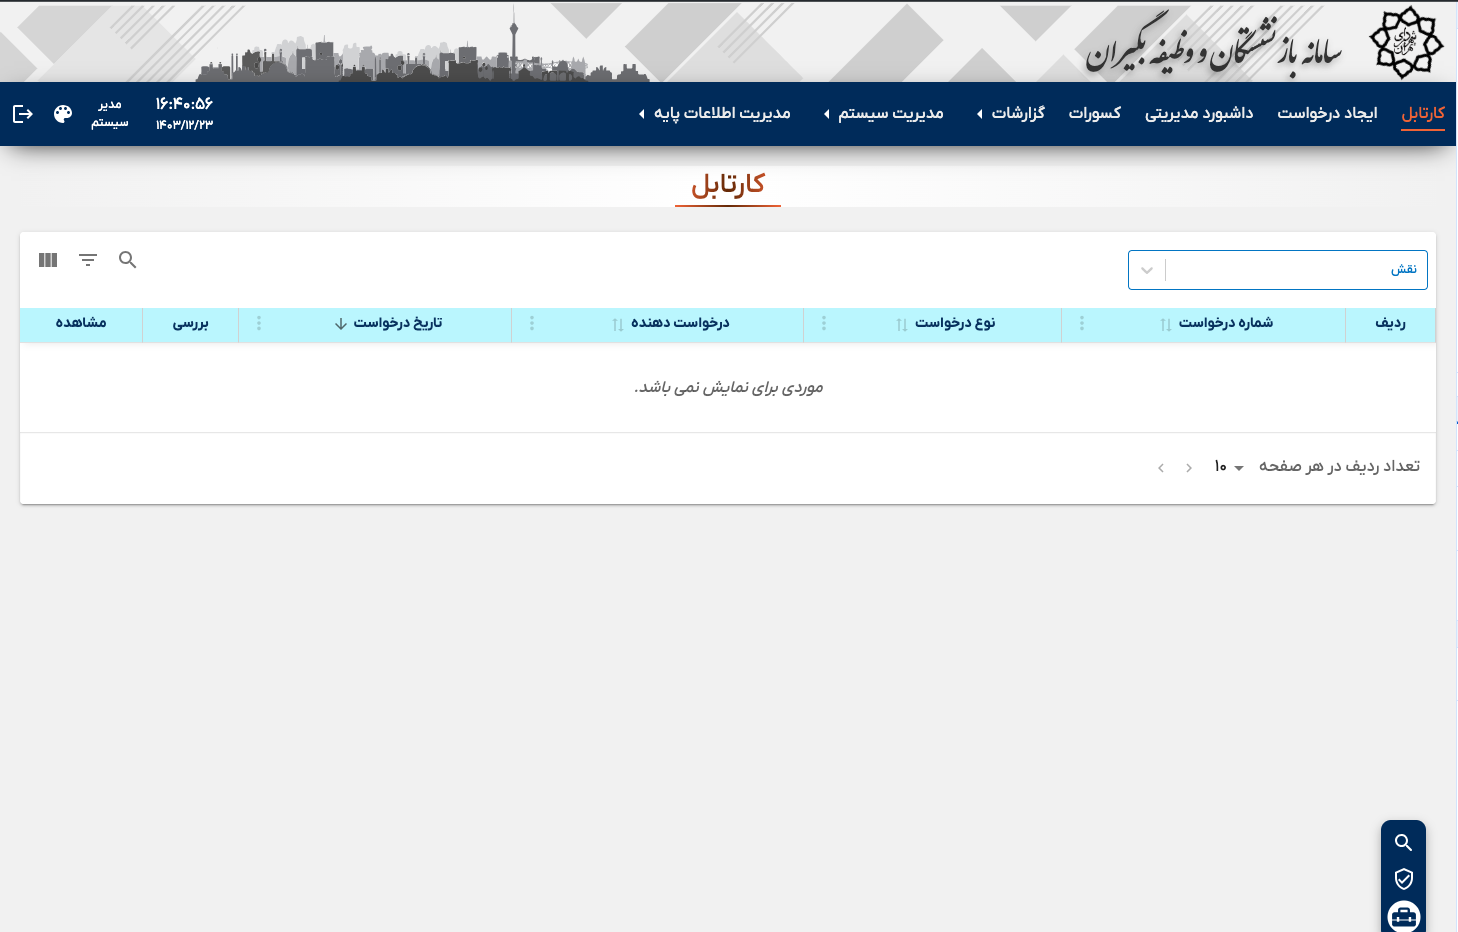 سامانه بازنشستگان و وظیفه بگیران
کارتابل
ایجاد درخواست
داشبورد مدیریتی
کسورات
گزارشات
مدیریت سیستم
مدیریت اطلاعات پایه
۱۶:۴۰:۵۶
۱۴۰۳/۱۲/۲۳
مدیر
سیستم
کارتابل
نقش
ردیف
شماره درخواست
نوع درخواست
درخواست دهنده
تاریخ درخواست
بررسی
مشاهده
موردی برای نمایش نمی باشد.
تعداد ردیف در هر صفحه ۱۰